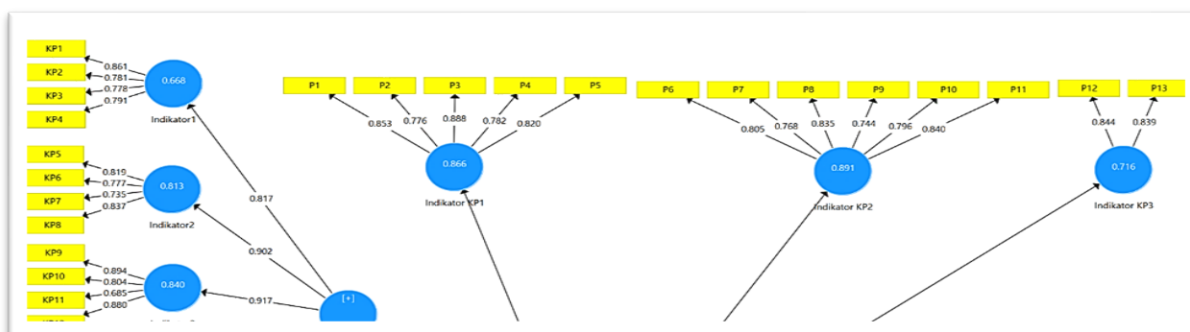 KP1
KP2
KP3
KP4
0.861
0.781
0.778
0.791
0.668
Indikator1
KP5
KP6
KP7
KP8
0.819
0.777
0.735
0.837
0.813
Indikator2
KP9
KP10
KP11
0.894
0.804
0.685
0.880
0.840
0.817
0.902
0.917
[+]
P1
P2
P3
P4
P5
0.853
0.776
0.888
0.782
0.820
0.866
Indikator KP1
P6
P7
P8
P9
P10
P11
0.805
0.768
0.835
0.744
0.796
0.840
0.891
Indikator KP2
P12
P13
0.844
0.839
0.716
Indikator KP3